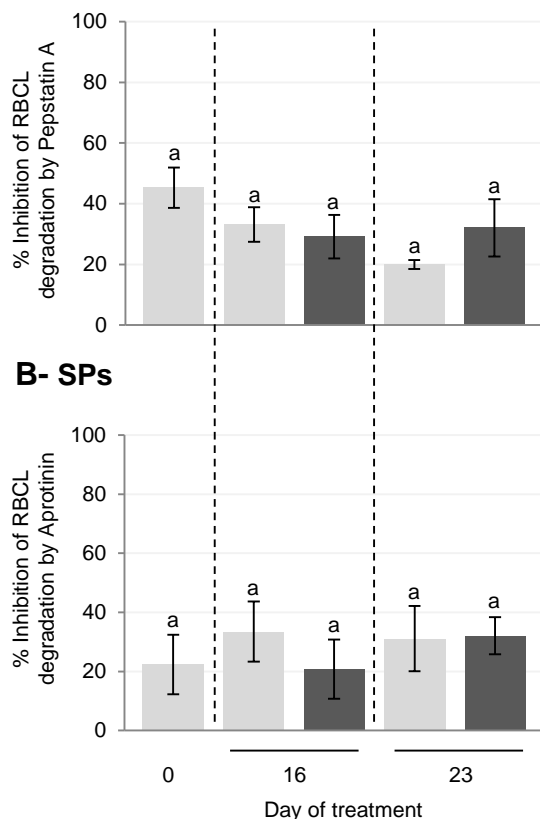 100
80
60
40
20
0
% Inhibition of RBCL
degradation by Pepstatin A
a
a
a
a
a
B- SPs
100
80
60
40
20
0
% Inhibition of RBCL
degradation by Aprotinin
a
a
a
a
a
0 16 23
Day of treatment